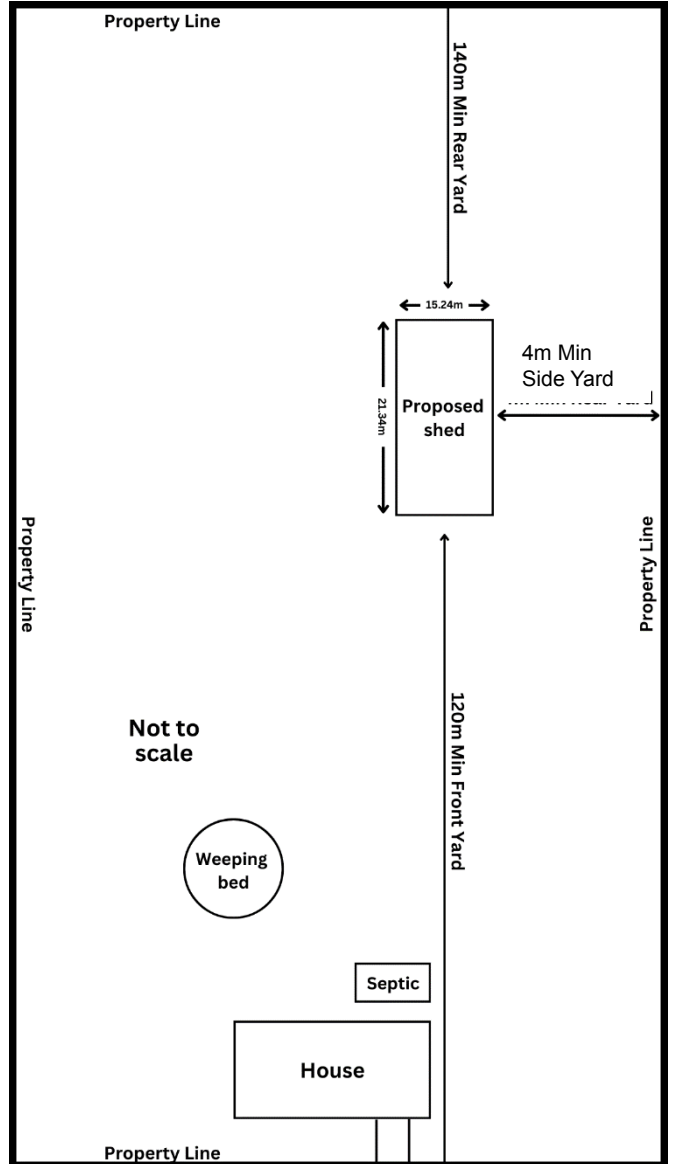 Property Line
140m Min Rear Yard
15.24m
4m Min
Side Yard
21.34m
Proposed
shed
Property Line
Property Line
120m Min Front Yard
Not to
scale
Weeping
bed
Septic
House
Property Line